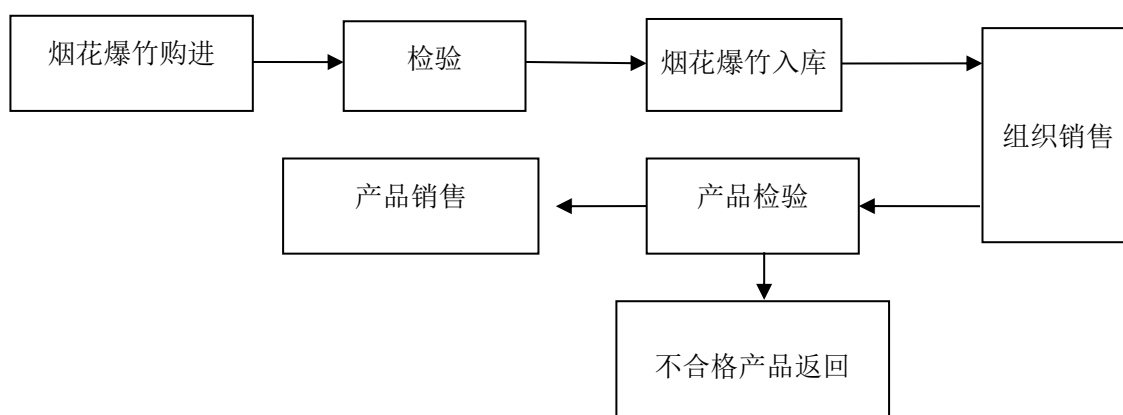 烟花爆竹购进
检验
烟花爆竹入库
组织销售
产品销售
产品检验
不合格产品返回